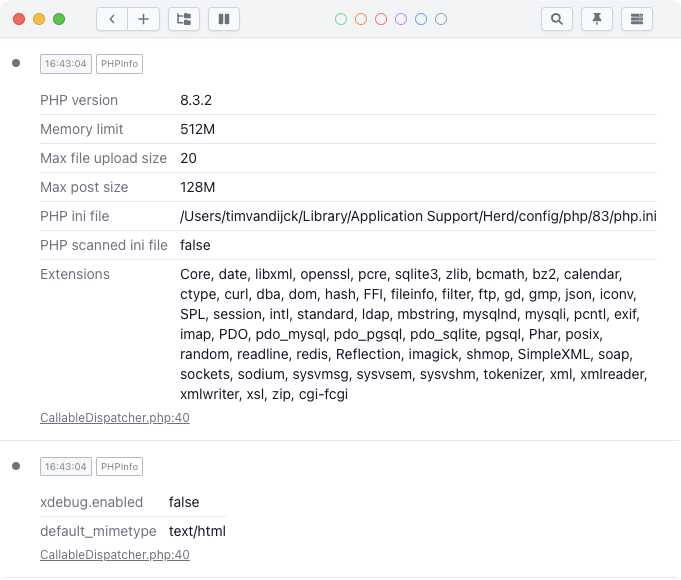 16:43:04 PHPInfo
PHP version 8.3.2
Memory limit 512M
Max file upload size 20
Max post size 128M
PHP ini file /Users/timvandijck/Library/Application Support/Herd/config/php/83/php.ini
PHP scanned ini file false
Extensions Core, date, libxml, openssl, pcre, sqlite3, zlib, bcmath, bz2, calendar,
ctype, curl, dba, dom, hash, FFI, fileinfo, filter, ftp, gd, gmp, json, iconv,
SPL, session, intl, standard, ldap, mbstring, mysqlnd, mysqli, pcntl, exif,
imap, PDO, pdo_mysql, pdo_pgsql, pdo_sqlite, pgsql, Phar, posix,
random, readline, redis, Reflection, imagick, shmop, SimpleXML, soap,
sockets, sodium, sysvmsg, sysvsem, sysvshm, tokenizer, xml, xmlreader,
xmlwriter, xsl, zip, cgi-fcgi
CallableDispatcher.php:40
16:43:04 PHPInfo
xdebug.enabled false
default_mimetype text/html
CallableDispatcher.php:40